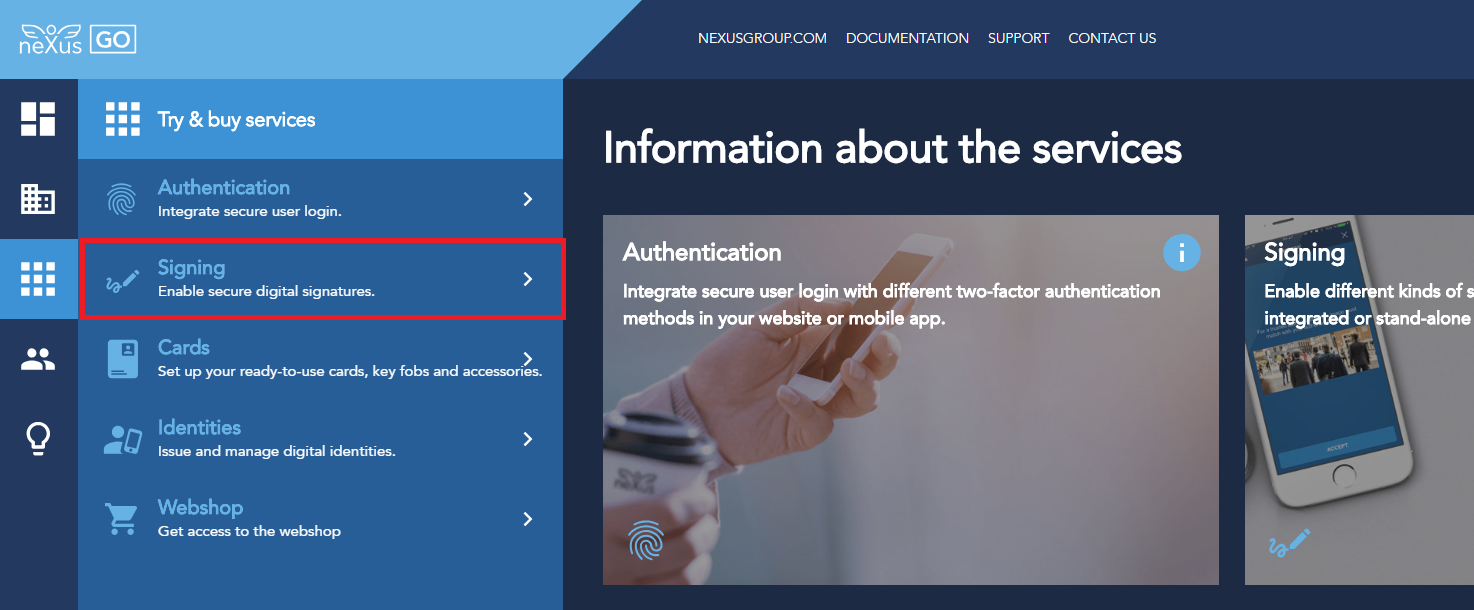 neXus GO
NEXUSGROUP.COM DOCUMENTATION SUPPORT CONTACT US
Try & buy services
Authentication
Integrate secure user login.
Signing
Enable secure digital signatures.
Cards
Set up your ready-to-use cards, key fobs and accessories.
Identities
Issue and manage digital identities.
Webshop
Get access to the webshop
Information about the services
Authentication
Integrate secure user login with different two-factor authentication
methods in your website or mobile app.
neXus
Signing
Enable different kinds of s
integrated or stand-alone
ACCEPT